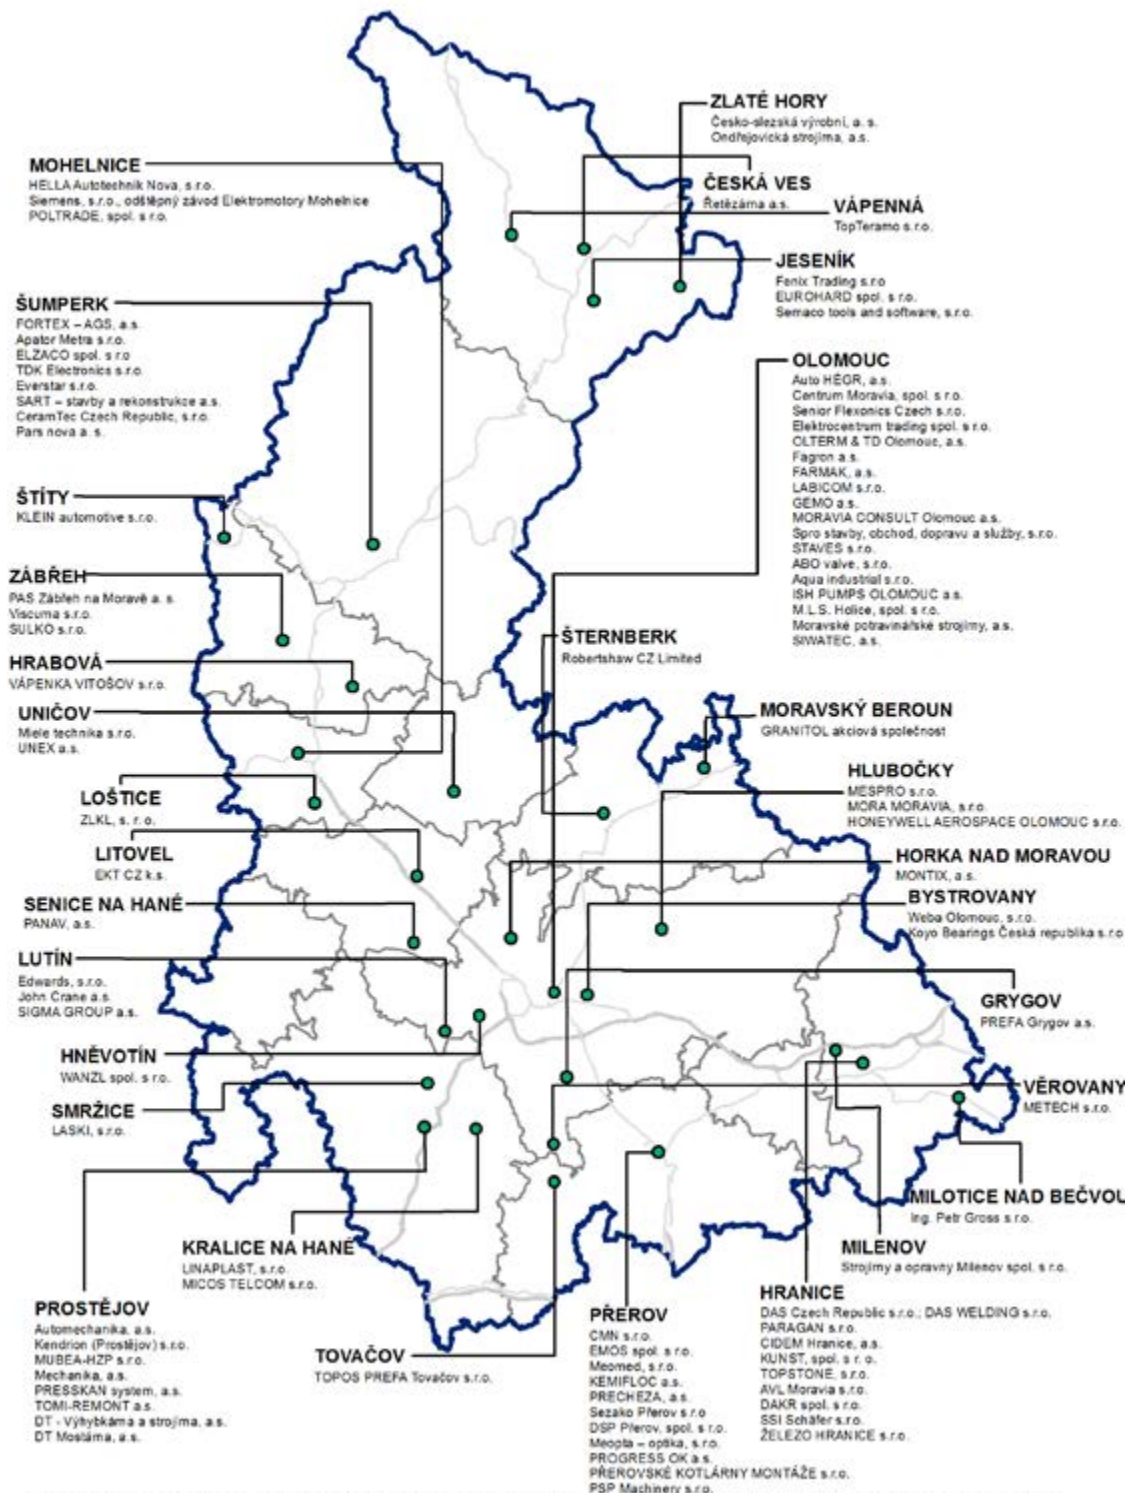 ZLATÉ HORY
Česko-slezská výrobní, a. s.
Ondřejovická strojírna, a.s.
MOHELNICE
HELLA Autotechnik Nova, s.r.o.
Siemens, s.r.o., odštěpný závod Elektromotory Mohelnice
POLTRADE, spol. s r.o.
ČESKÁ VES
Řetězárna a.s.
VÁPENNÁ
TopTeramo s.r.o.
JESENÍK
Fenix Trading s.r.o
EUROHARD spol. s r.o.
Semaco tools and software, s.r.o.
ŠUMPERK
FORTEX – AGS, a.s.
Apator Metra s.r.o.
ELZACO spol. s r.o
TDK Electronics s.r.o.
Everstar s.r.o.
SART – stavby a rekonstrukce a.s.
CeramTec Czech Republic, s.r.o.
Pars nova a. s.
OLOMOUC
Auto HÉGR, a.s.
Centrum Moravia, spol. s r.o.
Senior Flexonics Czech s.r.o.
Elektrocentrum trading spol. s r.o.
OLTERM & TD Olomouc, a.s.
Fagron a.s.
FARMAK, a.s.
LABICOM s.r.o.
GEMO a.s.
MORAVIA CONSULT Olomouc a.s.
Spro stavby, obchod, dopravu a služby, s.r.o.
STAVES s.r.o.
ABO valve, s.r.o.
Aqua industrial s.r.o.
ISH PUMPS OLOMOUC a.s.
M.L.S. Holice, spol. s r.o.
Moravské potravinářské strojírny, a.s.
SIWATEC, a.s.
ŠTÍTY
KLEIN automotive s.r.o.
ZÁBŘEH
PAS Zábřeh na Moravě a. s.
Viscuma s.r.o.
SULKO s.r.o.
ŠTERNBERK
Robertshaw CZ Limited
HRABOVÁ
VÁPENKA VITOŠOV s.r.o.
UNIČOV
Miele technika s.r.o.
UNEX a.s.
MORAVSKÝ BEROUN
GRANITOL akciová společnost
HLUBOČKY
MESPRO s.r.o.
MORA MORAVIA, s.r.o.
HONEYWELL AEROSPACE OLOMOUC s.r.o.
LOŠTICE
ZLKL, s. r. o.
LITOVEL
EKT CZ k.s.
HORKA NAD MORAVOU
MONTIX, a.s.
SENICE NA HANÉ
PANAV, a.s.
BYSTROVANY
Weba Olomouc, s.r.o.
Koyo Bearings Česká republika s.r.o
LUTÍN
Edwards, s.r.o.
John Crane a.s.
SIGMA GROUP a.s.
GRYGOV
PREFA Grygov a.s.
HNĚVOTÍN
WANZL spol. s r.o.
SMRŽICE
LASKI, s.r.o.
VĚROVANY
METECH s.r.o.
MILOTICE NAD BEČVOU
Ing. Petr Gross s.r.o.
KRALICE NA HANÉ
LINAPLAST, s.r.o.
MICOS TELCOM s.r.o.
MILENOV
Strojírny a opravny Milenov spol. s r.o.
PROSTĚJOV
Automechanika, a.s.
Kendrion (Prostějov) s.r.o.
MUBEA-HZP s.r.o.
Mechanika, a.s.
PRESSKAN system, a.s.
TOMI-REMONT a.s.
DT - Výhybkárna a strojírna, a.s.
DT Mostárna, a.s.
TOVAČOV
TOPOS PREFA Tovačov s.r.o.
PŘEROV
CMN s.r.o.
EMOS spol. s r.o.
Meomed, s.r.o.
KEMIFLOC a.s.
PRECHEZA, a.s.
Sezako Přerov s.r.o
DSP Přerov, spol. s r.o.
Meopta – optika, s.r.o.
PROGRESS OK a.s.
PŘEROVSKÉ KOTLÁRNY MONTÁŽE s.r.o.
PSP Machinery s.r.o.
HRANICE
DAS Czech Republic s.r.o.; DAS WELDING s.r.o.
PARAGAN s.r.o.
CIDEM Hranice, a.s.
KUNST, spol. s r. o.
TOPSTONE, s.r.o.
AVL Moravia s.r.o.
DAKR spol. s r.o.
SSI Schäfer s.r.o.
ŽELEZO HRANICE s.r.o.